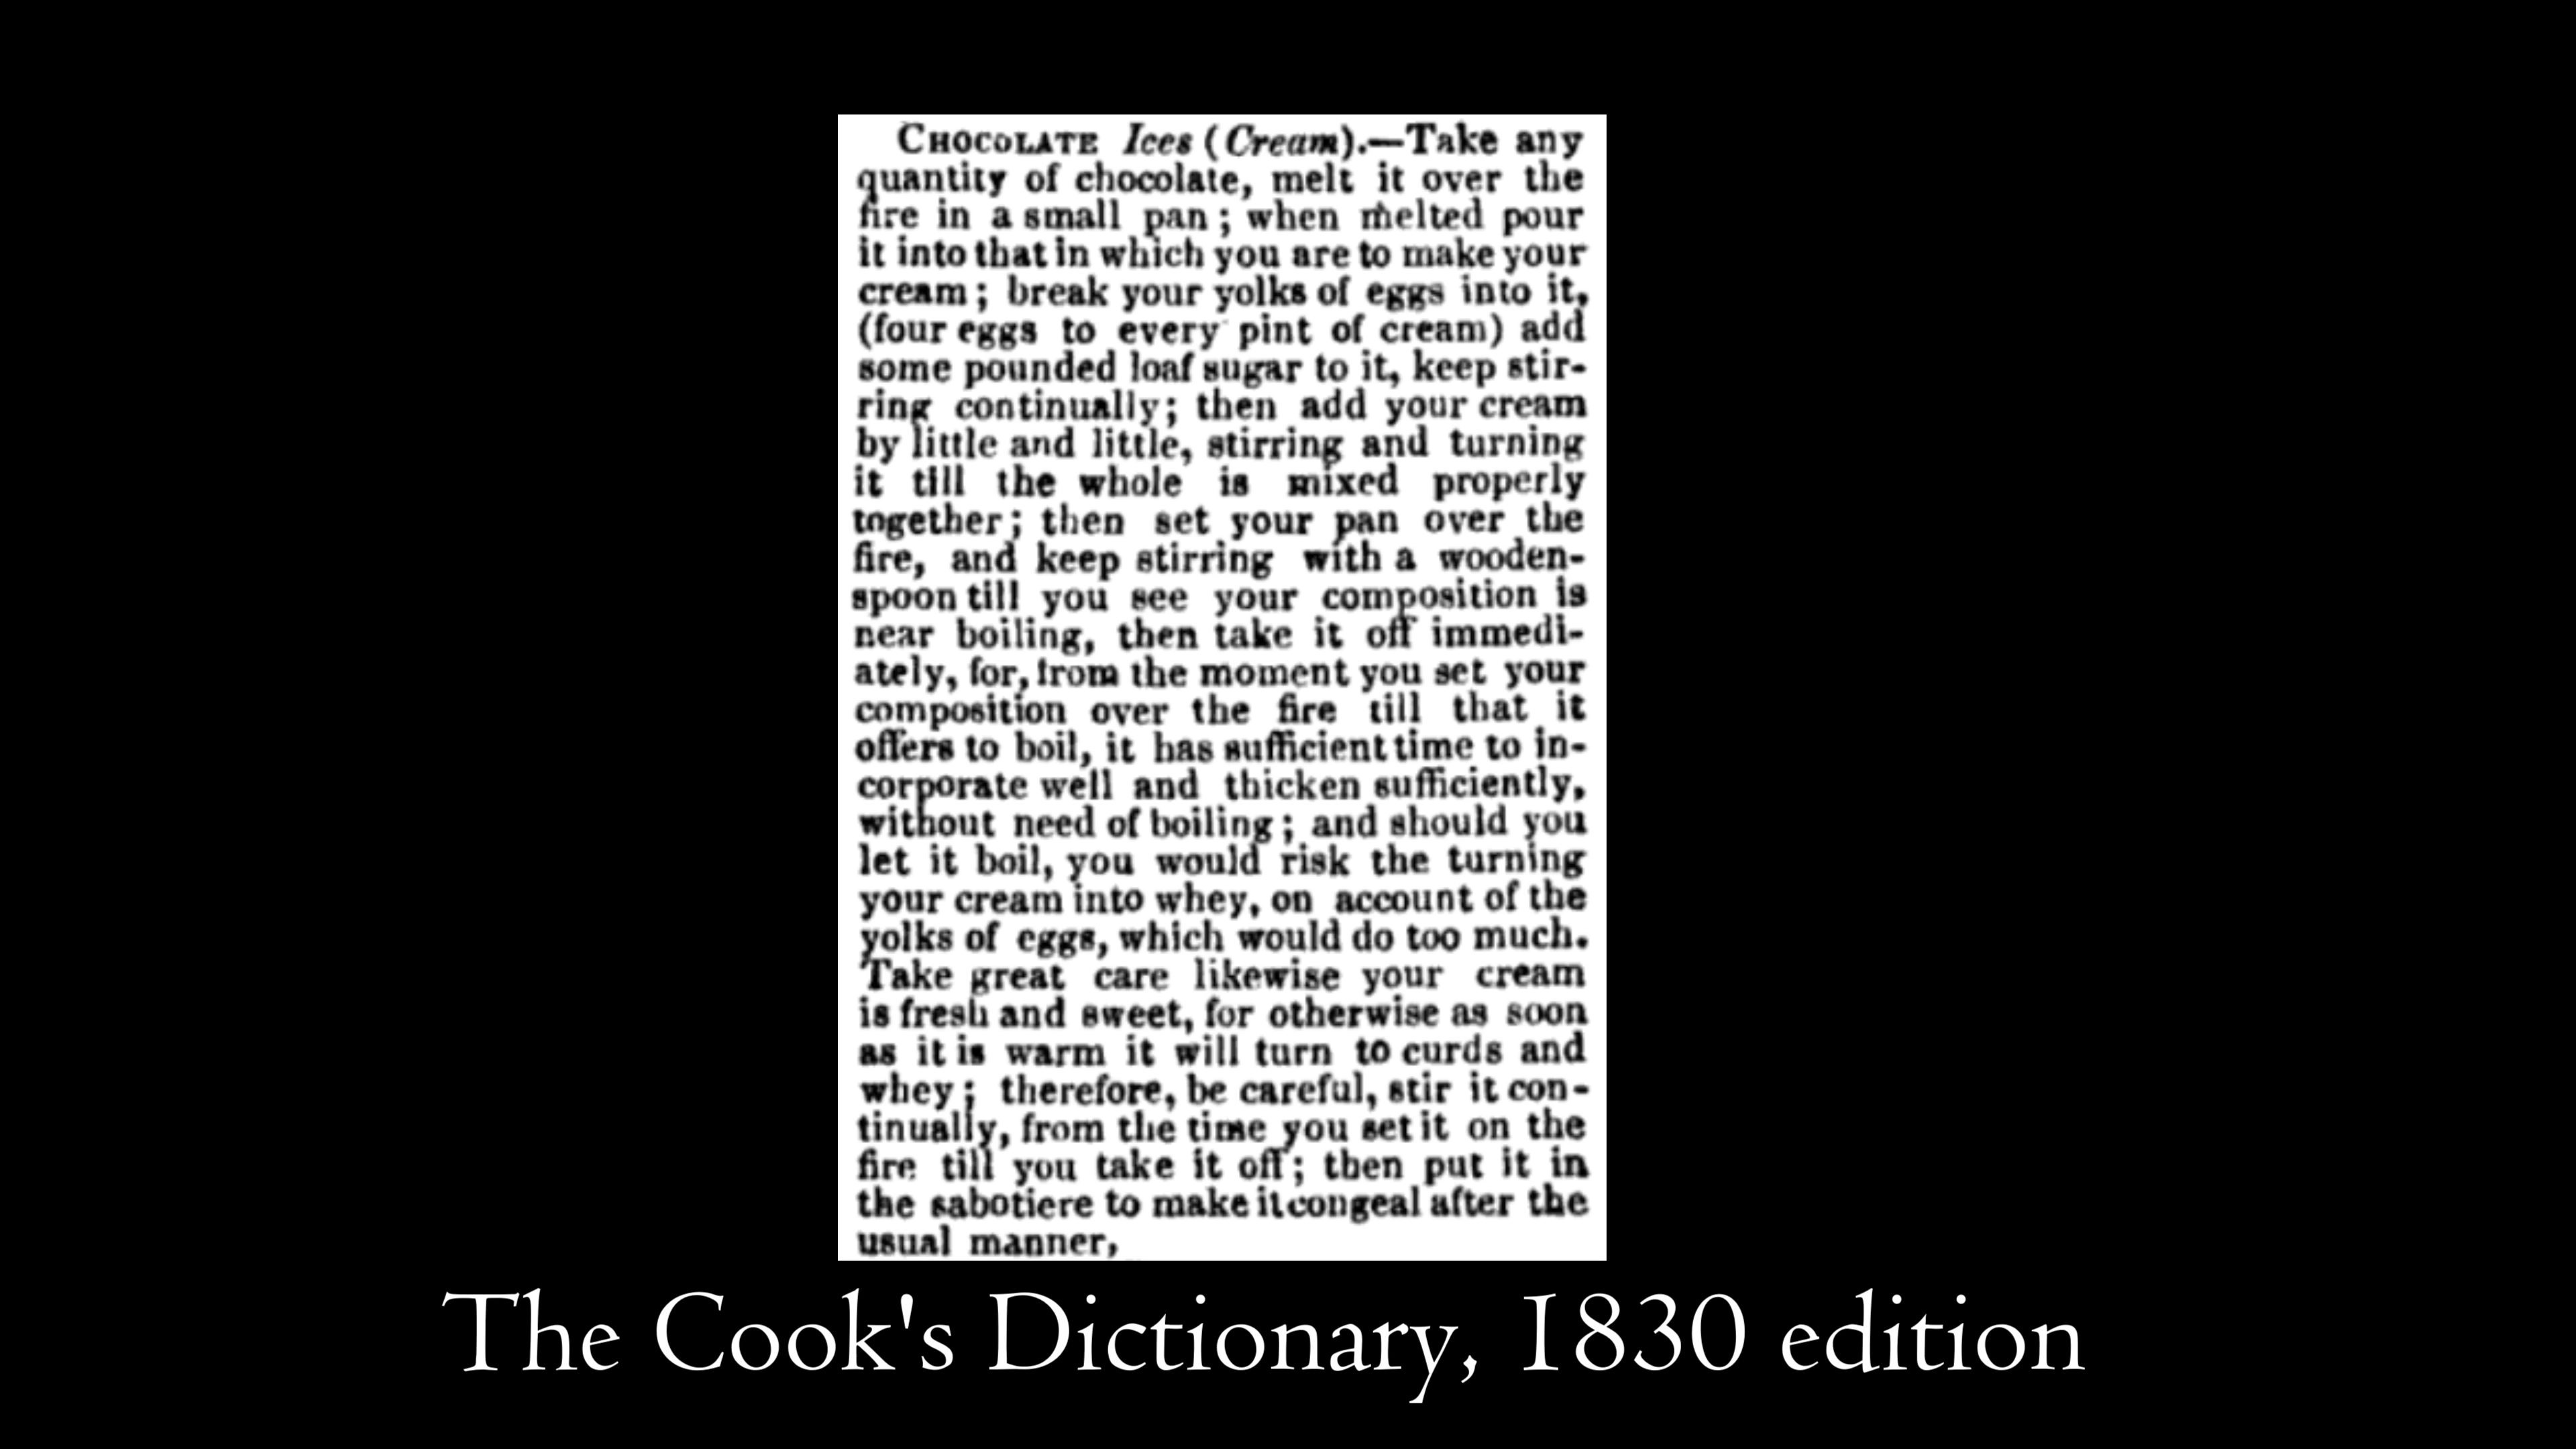 CHOCOLATE Ices (Cream).—Take any
quantity of chocolate, melt it over the
fire in a small pan; when melted pour
it into that in which you are to make your
cream; break your yolks of eggs into it,
(four eggs to every pint of cream) add
some pounded loaf sugar to it, keep stir-
ring continually; then add your cream
by little and little, stirring and turning
it till the whole is mixed properly
together; then set your pan over the
fire, and keep stirring with a wooden-
spoon till you see your composition is
near boiling, then take it off immedi-
ately, for, from the moment you set your
composition over the fire till that it
offers to boil, it has sufficient time to in-
corporate well and thicken sufficiently,
without need of boiling; and should you
let it boil, you would risk the turning
your cream into whey, on account of the
yolks of eggs, which would do too much.
Take great care likewise your cream
is fresh and sweet, for otherwise as soon
as it is warm it will turn to curds and
whey; therefore, be careful, stir it con-
tinually, from the time you set it on the
fire till you take it off; then put it in
the sabotiere to make it congeal after the
usual manner,
The Cook's Dictionary, 1830 edition